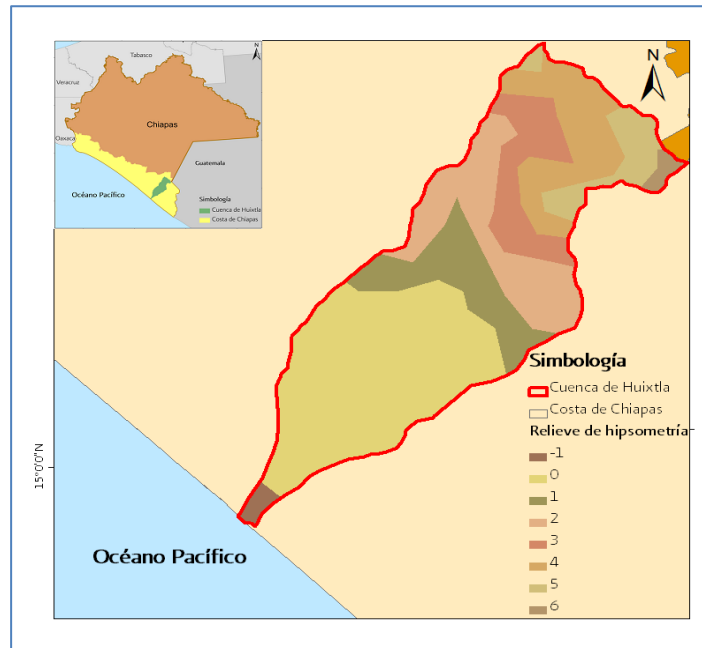 N
Tabasco
Veracruz
Chiapas
Oaxaca
Guatemala
Océano Pacífico
Simbología
Cuenca de Huixtla
Costa de Chiapas
N
15°0'0"N
Océano Pacífico
Simbología
Cuenca de Huixtla
Costa de Chiapas
Relieve de hipsometría
-1
0
1
2
3
4
5
6